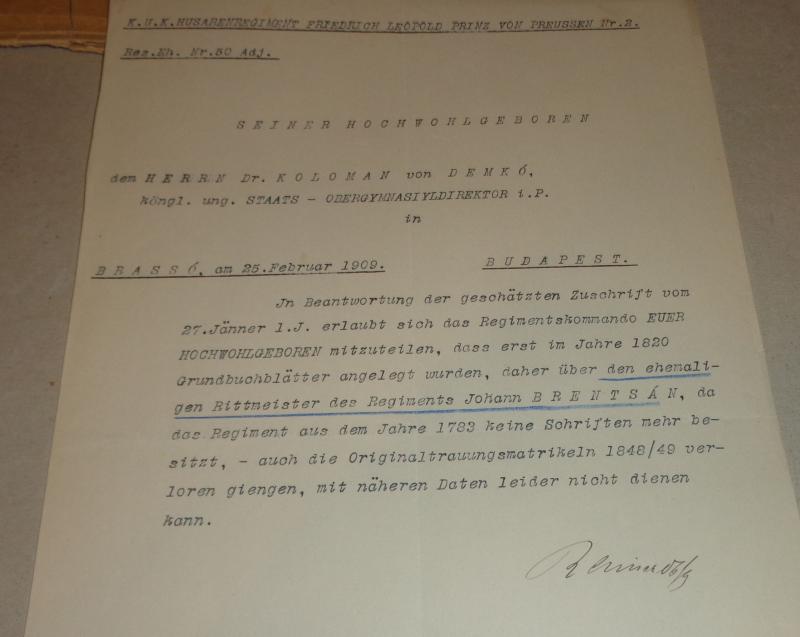 K.U.K.HUSARENREGIMENT FRIEDRICH LEOPOLD PRINZ VON PREUSSEN Nr.2.
Rez.Eh. Nr.50 Adj.
SEINER HOCHWOHLGEBOREN
dem HERRN Dr. KOLOMAN von DEMKÓ,
köngl. ung. STAATS - OBERGYMNASIYLDIREKTOR i.P.
in
BRASSÓ, am 25.Februar 1909. BUDAPEST.
Jn Beantwortung der geschätzten Zuschrift vom
27.Jänner l.J. erlaubt sich das Regimentskommando EUER
HOCHWOHLGEBOREN mitzuteilen, dass erst im Jahre 1820
Grundbuchblätter angelegt wurden, daher über den ehemali-
gen Rittmeister des Regiments Johann BRENTSÁN, da
das Regiment aus dem Jahre 1783 keine Schriften mehr be-
sitzt, - auch die Originaltrauungsmatrikeln 1848/49 ver-
loren giengen, mit näheren Daten leider nicht dienen
kann.